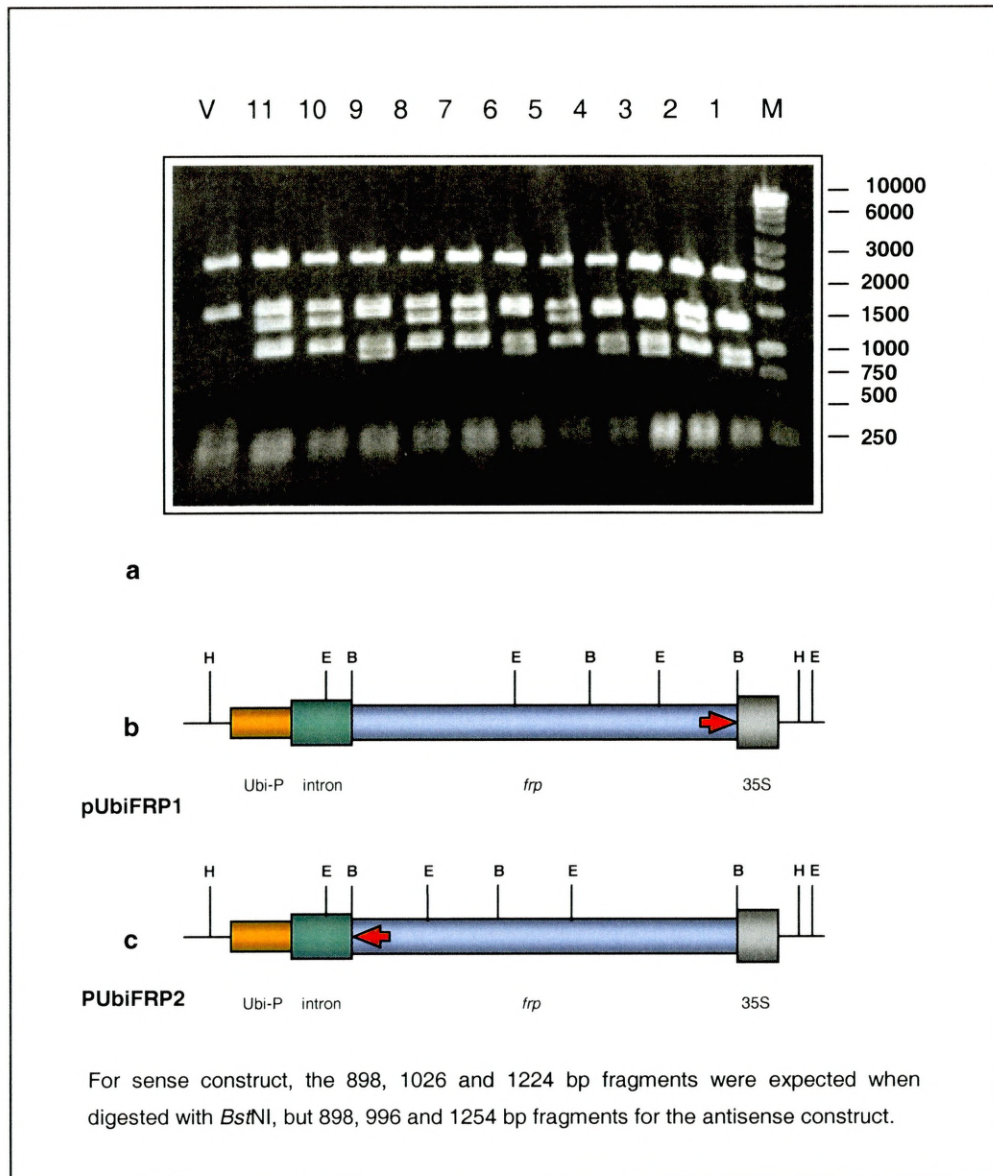 V 11 10 9 8 7 6 5 4 3 2 1 M
10000
6000
3000
2000
1500
1000
750
500
250
a
H E B E B E B H E
b
Ubi-P intron frp 35S
pUbiFRP1
H E B E B E B H E
c
PUbiFRP2 Ubi-P intron frp 35S
For sense construct, the 898, 1026 and 1224 bp fragments were expected when
digested with BstNI, but 898, 996 and 1254 bp fragments for the antisense construct.